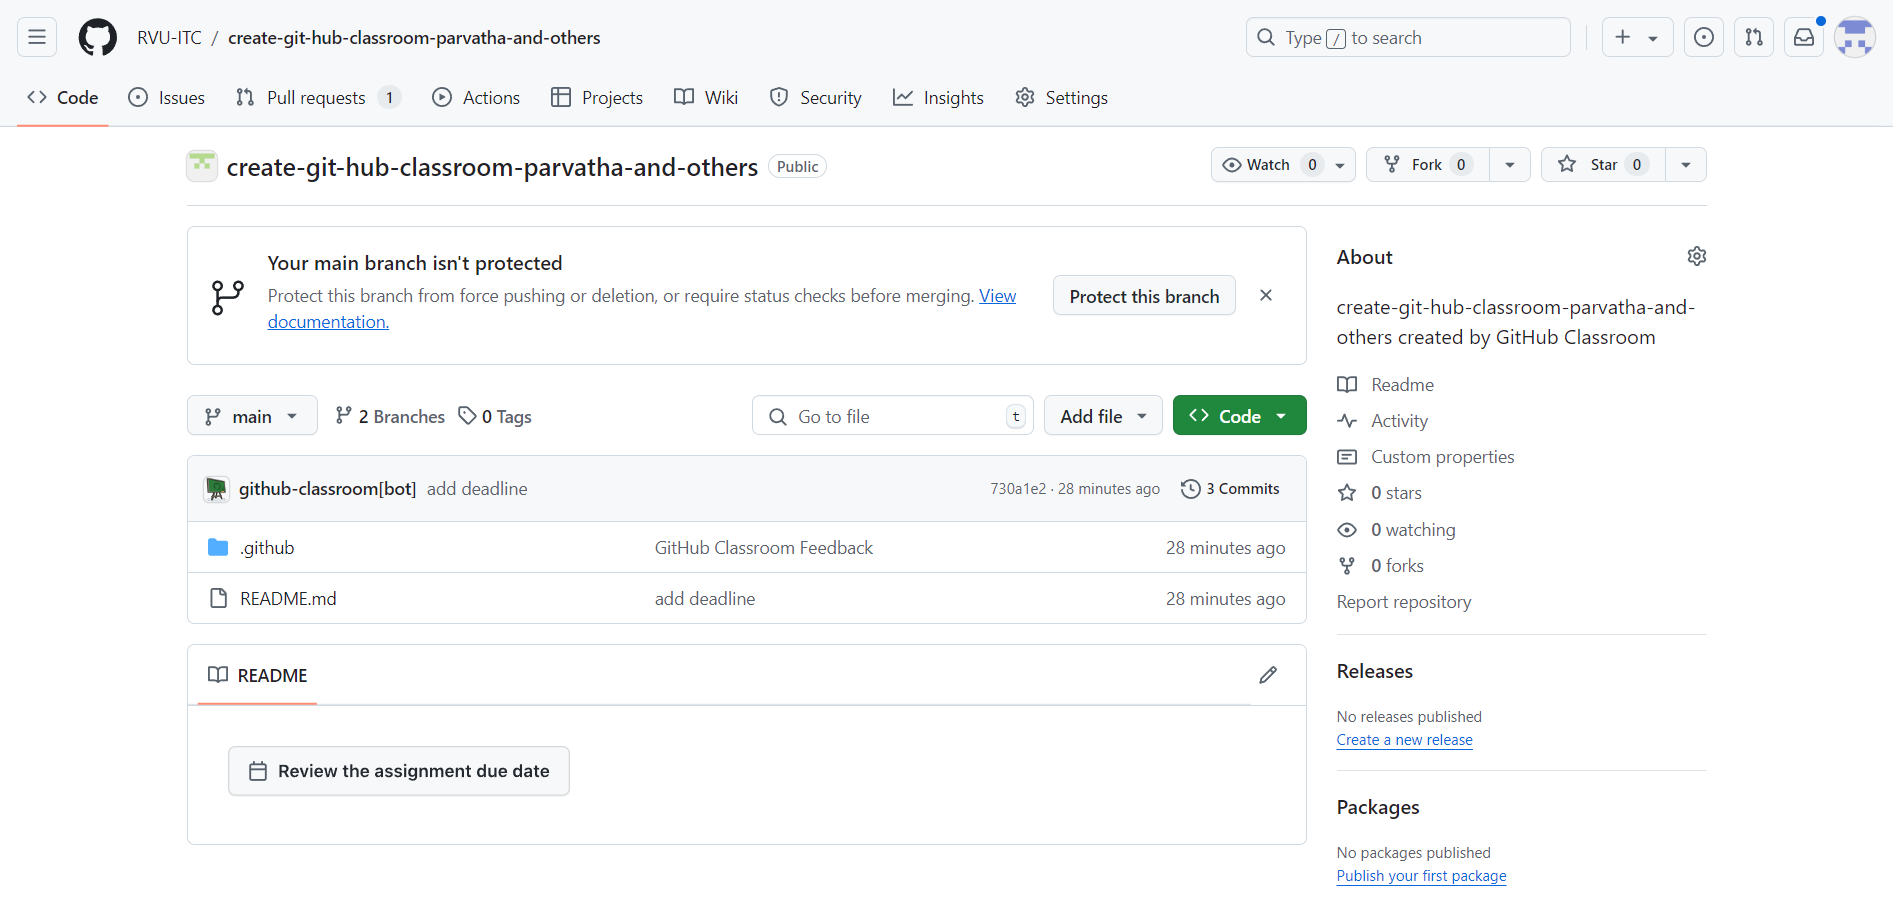 RVU-ITC / create-git-hub-classroom-parvatha-and-others
Type / to search
Code
Issues
Pull requests 1
Actions
Projects
Wiki
Security
Insights
Settings
create-git-hub-classroom-parvatha-and-others Public
Watch 0
Fork 0
Star 0
Your main branch isn't protected
Protect this branch from force pushing or deletion, or require status checks before merging. View
documentation.
Protect this branch
main
2 Branches
0 Tags
Go to file t
Add file
Code
github-classroom[bot] add deadline
730a1e2 · 28 minutes ago
3 Commits
.github GitHub Classroom Feedback 28 minutes ago
README.md add deadline 28 minutes ago
README
Review the assignment due date
About
create-git-hub-classroom-parvatha-and-
others created by GitHub Classroom
Readme
Activity
Custom properties
0 stars
0 watching
0 forks
Report repository
Releases
No releases published
Create a new release
Packages
No packages published
Publish your first package